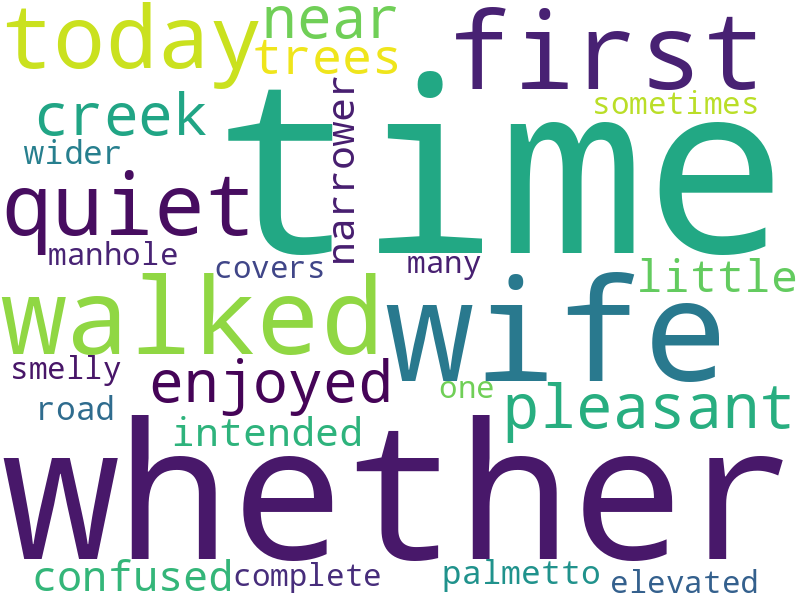 today
near
first
trees
time
creek
sometimes
wider
narrower
quiet
manhole
covers
many
little
walked
wife
smelly
enjoyed
one
pleasant
road
intended
whether
confused
complete
palmetto
elevated